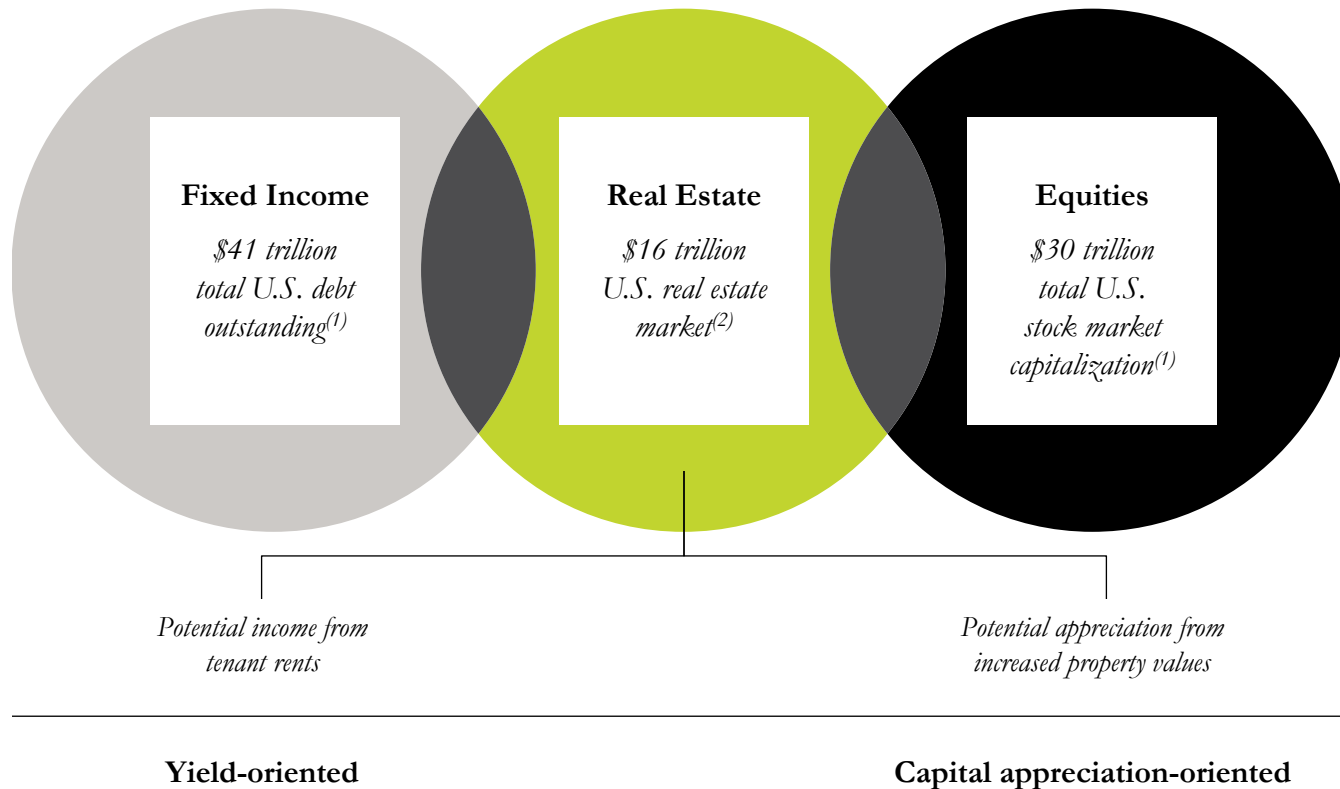 Fixed Income
$41 trillion
total U.S. debt
outstanding(1)
Real Estate
$16 trillion
U.S. real estate
market(2)
Equities
$30 trillion
total U.S.
stock market
capitalization(1)
Potential income from
tenant rents
Potential appreciation from
increased property values
Yield-oriented
Capital appreciation-oriented